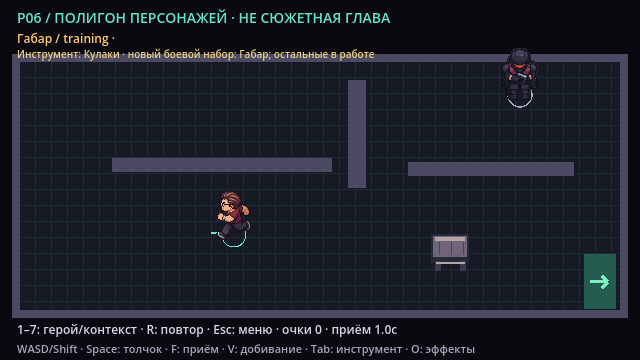 P06 / ПОЛИГОН ПЕРСОНАЖЕЙ · НЕ СЮЖЕТНАЯ ГЛАВА
Габар / training ·
Инструмент: Кулаки · новый боевой набор: Габар; остальные в работе
1–7: герой/контекст · R: повтор · Esc: меню · очки 0 · приём 1.0с
WASD/Shift · Space: толчок · F: приём · V: добивание · Tab: инструмент · O: эффекты